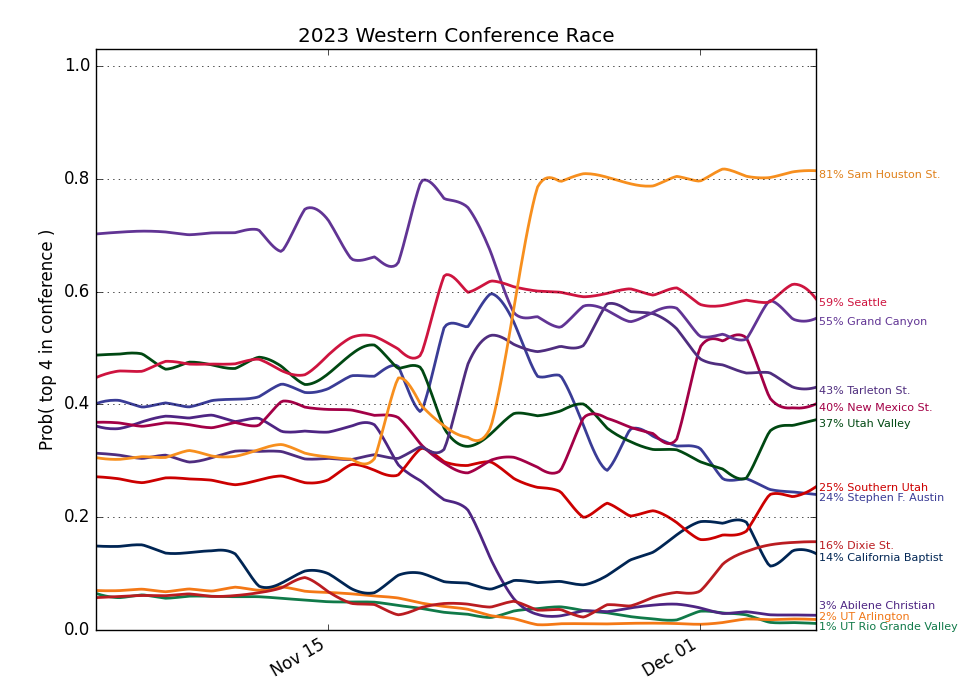 2023 Western Conference Race
Prob( top 4 in conference )
1.0
0.8
0.6
0.4
0.2
0.0
Nov 15
Dec 01
81% Sam Houston St.
59% Seattle
55% Grand Canyon
43% Tarleton St.
40% New Mexico St.
37% Utah Valley
25% Southern Utah
24% Stephen F. Austin
16% Dixie St.
14% California Baptist
3% Abilene Christian
2% UT Arlington
1% UT Rio Grande Valley